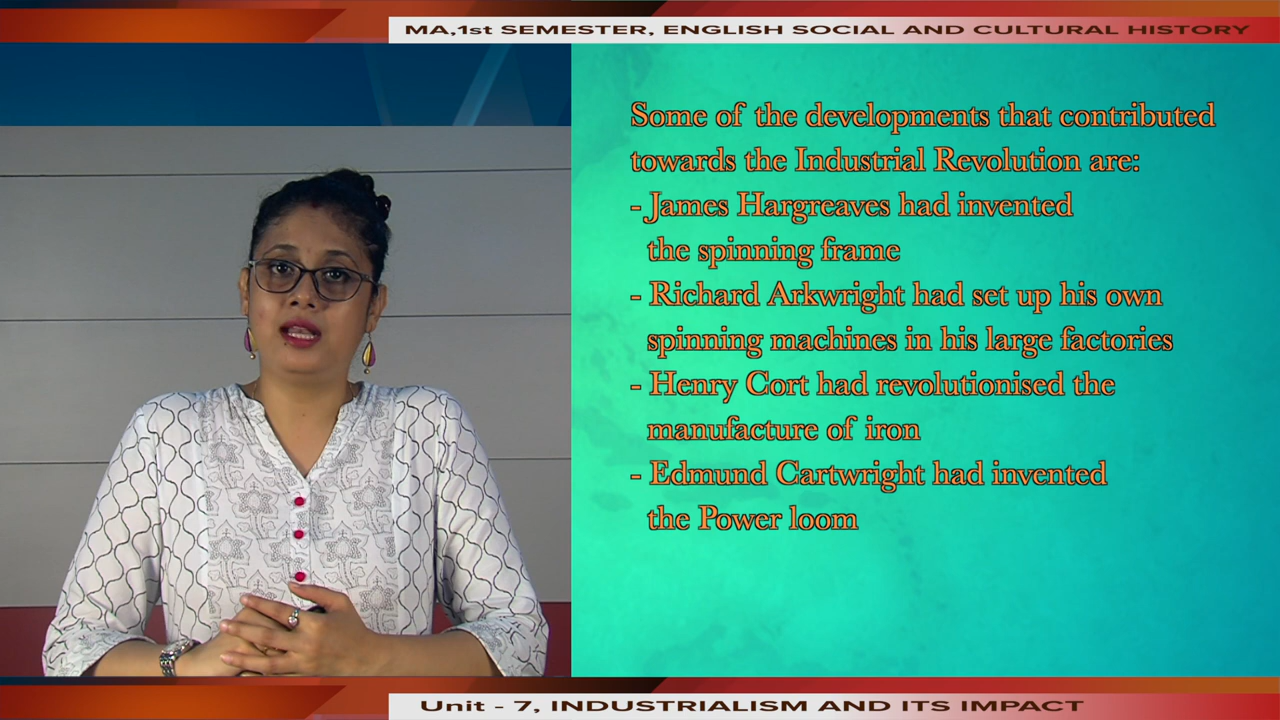 MA,1st SEMESTER, ENGLISH SOCIAL AND CULTURAL HISTORY
Some of the developments that contributed
towards the Industrial Revolution are:
- James Hargreaves had invented
the spinning frame
- Richard Arkwright had set up his own
spinning machines in his large factories
- Henry Cort had revolutionised the
manufacture of iron
- Edmund Cartwright had invented
the Power loom
Unit - 7, INDUSTRIALISM AND ITS IMPACT